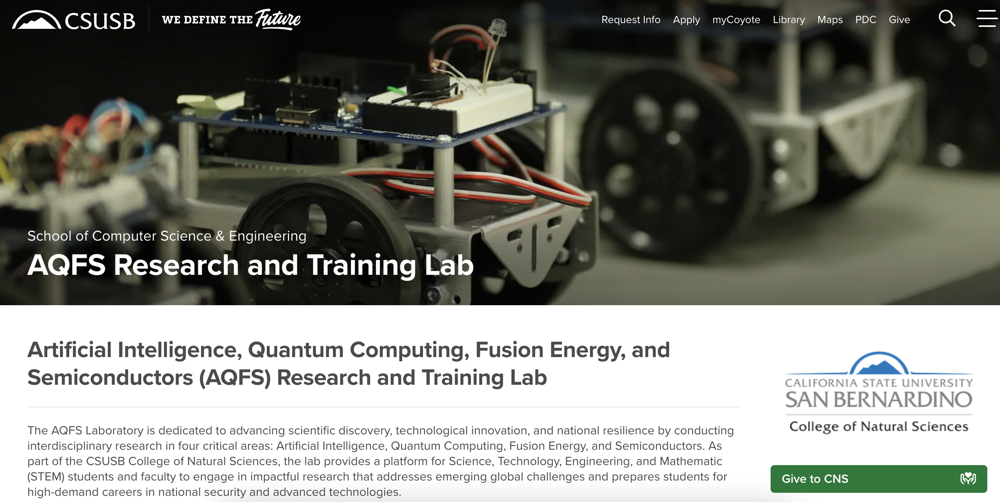 CSUSB
WE DEFINE THE Future
Request Info Apply myCoyote Library Maps PDC Give
School of Computer Science & Engineering
AQFS Research and Training Lab
Artificial Intelligence, Quantum Computing, Fusion Energy, and
Semiconductors (AQFS) Research and Training Lab
The AQFS Laboratory is dedicated to advancing scientific discovery, technological innovation, and national resilience by conducting
interdisciplinary research in four critical areas: Artificial Intelligence, Quantum Computing, Fusion Energy, and Semiconductors. As
part of the CSUSB College of Natural Sciences, the lab provides a platform for Science, Technology, Engineering, and Mathematic
(STEM) students and faculty to engage in impactful research that addresses emerging global challenges and prepares students for
high-demand careers in national security and advanced technologies.
CALIFORNIA STATE UNIVERSITY
SAN BERNARDINO
College of Natural Sciences
Give to CNS